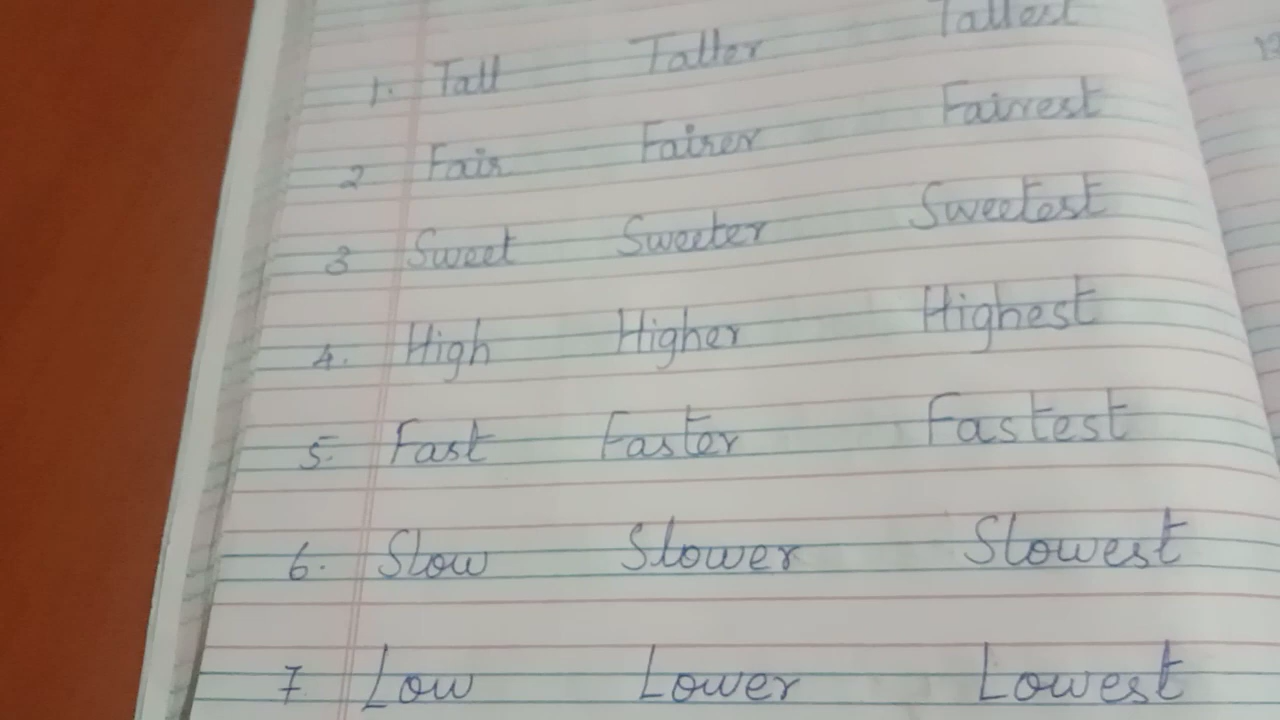 1. Tall Taller Tallest
2 Fair Fairer Fairest
3 Sweet Sweeter Sweetest
4. High Higher Highest
5. Fast Faster Fastest
6. Slow Slower Slowest
7 Low Lower Lowest